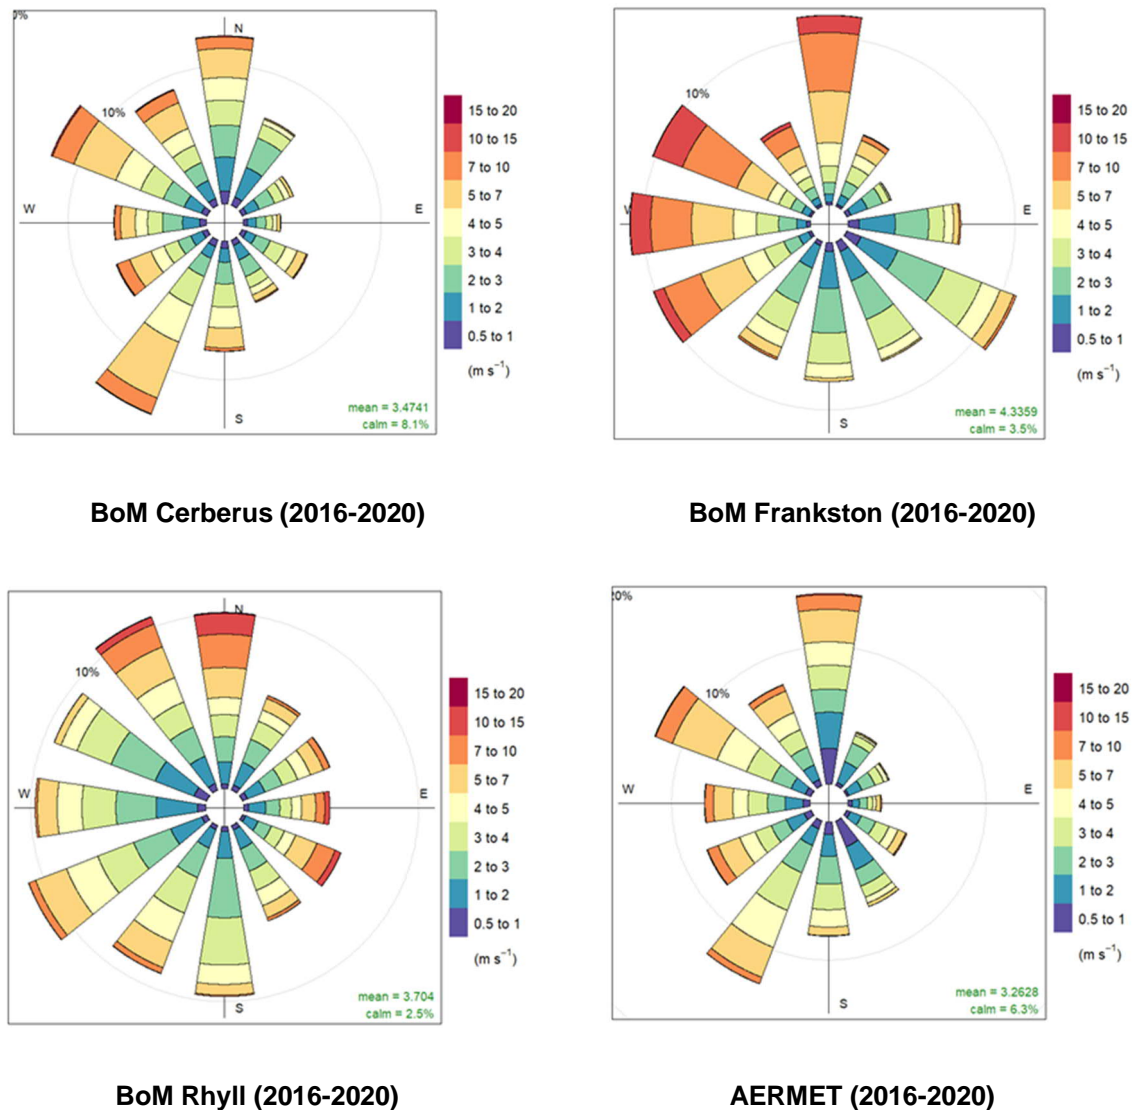 0%
N
10%
W
E
S
mean = 3.4741
calm = 8.1%
15 to 20
10 to 15
7 to 10
5 to 7
4 to 5
3 to 4
2 to 3
1 to 2
0.5 to 1
(m s⁻¹)
10%
E
S
mean = 4.3359
calm = 3.5%
15 to 20
10 to 15
7 to 10
5 to 7
4 to 5
3 to 4
2 to 3
1 to 2
0.5 to 1
(m s⁻¹)
BoM Cerberus (2016-2020)
BoM Frankston (2016-2020)
N
10%
W
E
S
mean = 3.704
calm = 2.5%
15 to 20
10 to 15
7 to 10
5 to 7
4 to 5
3 to 4
2 to 3
1 to 2
0.5 to 1
(m s⁻¹)
0%
10%
W
E
S
mean = 3.2628
calm = 6.3%
15 to 20
10 to 15
7 to 10
5 to 7
4 to 5
3 to 4
2 to 3
1 to 2
0.5 to 1
(m s⁻¹)
BoM Rhyll (2016-2020)
AERMET (2016-2020)